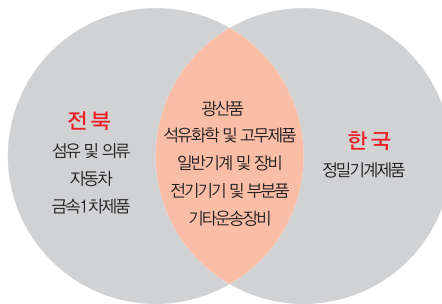 전북
섬유 및 의류
자동차
금속1차제품
광산품
석유화학 및 고무제품
일반기계 및 장비
전기기기 및 부분품
기타운송장비
한국
정밀기계제품